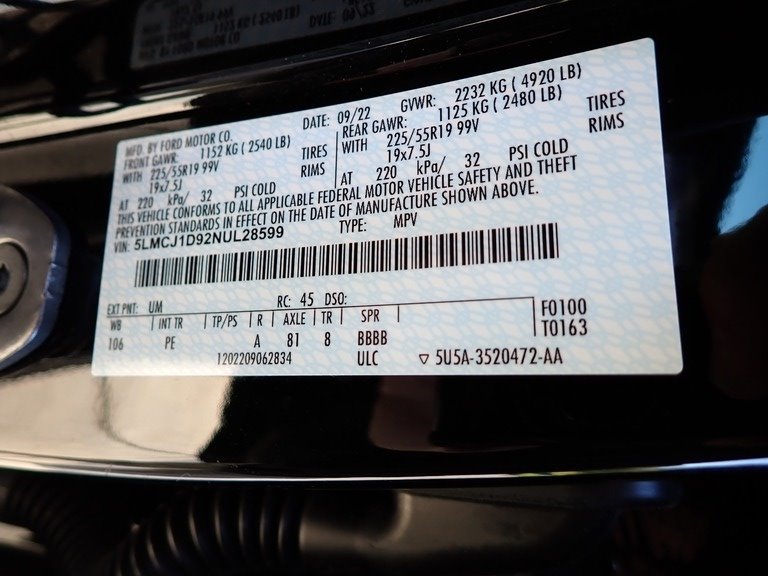 MFD. BY FORD MOTOR CO. DATE: 09/22 GVWR: 2232 KG ( 4920 LB)
FRONT GAWR: 1152 KG ( 2540 LB) REAR GAWR: 1125 KG ( 2480 LB)
WITH 225/55R19 99V TIRES WITH 225/55R19 99V TIRES
19x7.5J RIMS 19x7.5J RIMS
AT 220 kPa/ 32 PSI COLD AT 220 kPa/ 32 PSI COLD
THIS VEHICLE CONFORMS TO ALL APPLICABLE FEDERAL MOTOR VEHICLE SAFETY AND THEFT
PREVENTION STANDARDS IN EFFECT ON THE DATE OF MANUFACTURE SHOWN ABOVE.
VIN: 5LMCJ1D92NUL28599 TYPE: MPV
EXT PNT: UM RC: 45 DSO: F0100
WB INT TR TP/PS R AXLE TR SPR T0163
106 PE A 81 8 BBBB
1202209062834 ULC ▽ 5U5A-3520472-AA